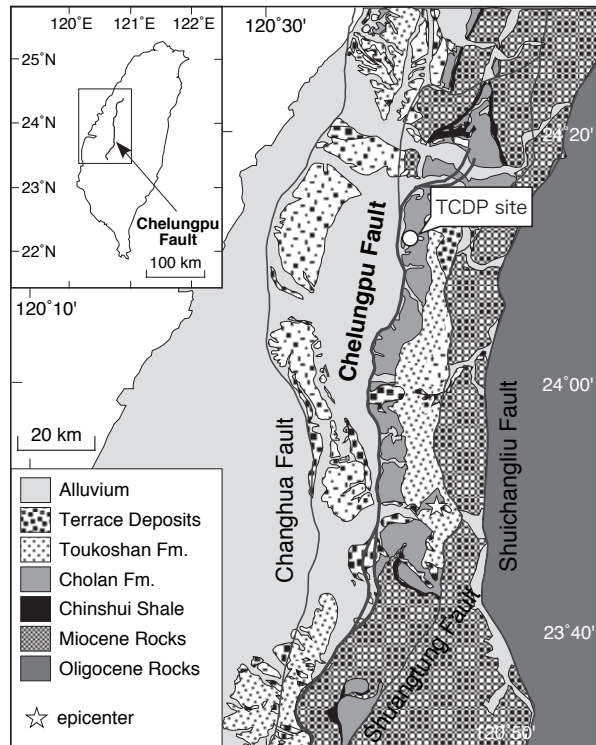 120˚E 121˚E 122˚E
25˚N
24˚N
23˚N
22˚N
Chelungpu
Fault
100 km
120˚30'
24˚20'
TCDP site
120˚10'
Chelungpu Fault
24˚00'
20 km
Changhua Fault
Shuichangliu Fault
Alluvium
Terrace Deposits
Toukoshan Fm.
Cholan Fm.
Chinshui Shale
Miocene Rocks
Oligocene Rocks
epicenter
23˚40'
Shuangtung Fault
120˚50'